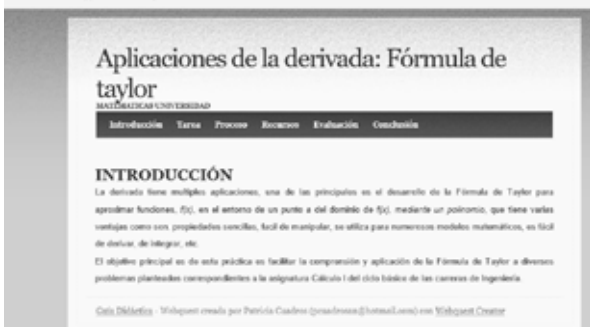 Aplicaciones de la derivada: Fórmula de
taylor
MATEMATICAS UNIVERSIDAD
Introducción Tarea Proceso Recursos Evaluación Conclusión
INTRODUCCIÓN
La derivada tiene multiples aplicaciones, una de las principales es el desarrollo de la Fórmula de Taylor para
aproximar funciones, f(x), en el entorno de un punto a del dominio de f(x), mediante un polinomio, que tiene varias
ventajas como son: propiedades sencillas, facil de manipular, se utiliza para numerosos modelos matemáticos, es fácil
de derivar, de integrar, etc.
El objetivo principal es de esta práctica es facilitar la comprensión y aplicación de la Fórmula de Taylor a diversos
problemas planteados correspondientes a la asignatura Cálculo I del ciclo básico de las carreras de Ingeniería.
Guía Didáctica - Webquest creada por Patricia Cuadros con Webquest Creator